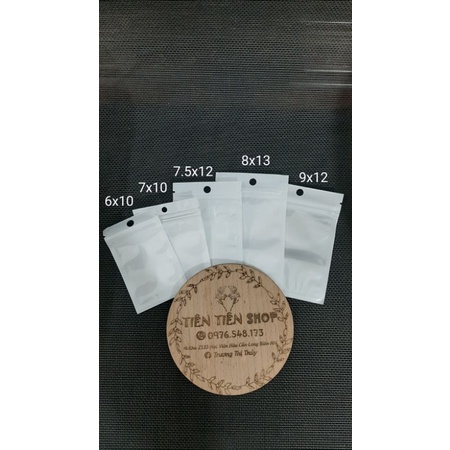 8x13
7.5x12
9x12
7x10
6x10
TIÊN TIÊN SHOP
0976.548.173
Trương Thị Thủy